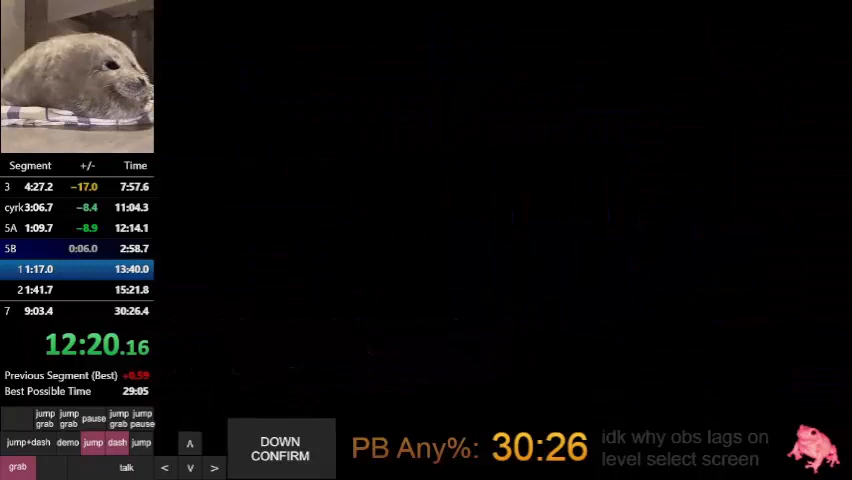 Segment +/- Time
3 4:27.2 −17.0 7:57.6
cyrk 3:06.7 −8.4 11:04.3
5A 1:09.7 −8.9 12:14.1
5B 0:06.0 2:58.7
1 1:17.0 13:40.0
2 1:41.7 15:21.8
7 9:03.4 30:26.4
12:20.16
Previous Segment (Best) +0.59
Best Possible Time 29:05
jump grab jump grab pause jump grab jump pause
jump+dash demo jump dash jump ʌ
grab talk < v >
DOWN
CONFIRM
PB Any%: 30:26
idk why obs lags on
level select screen